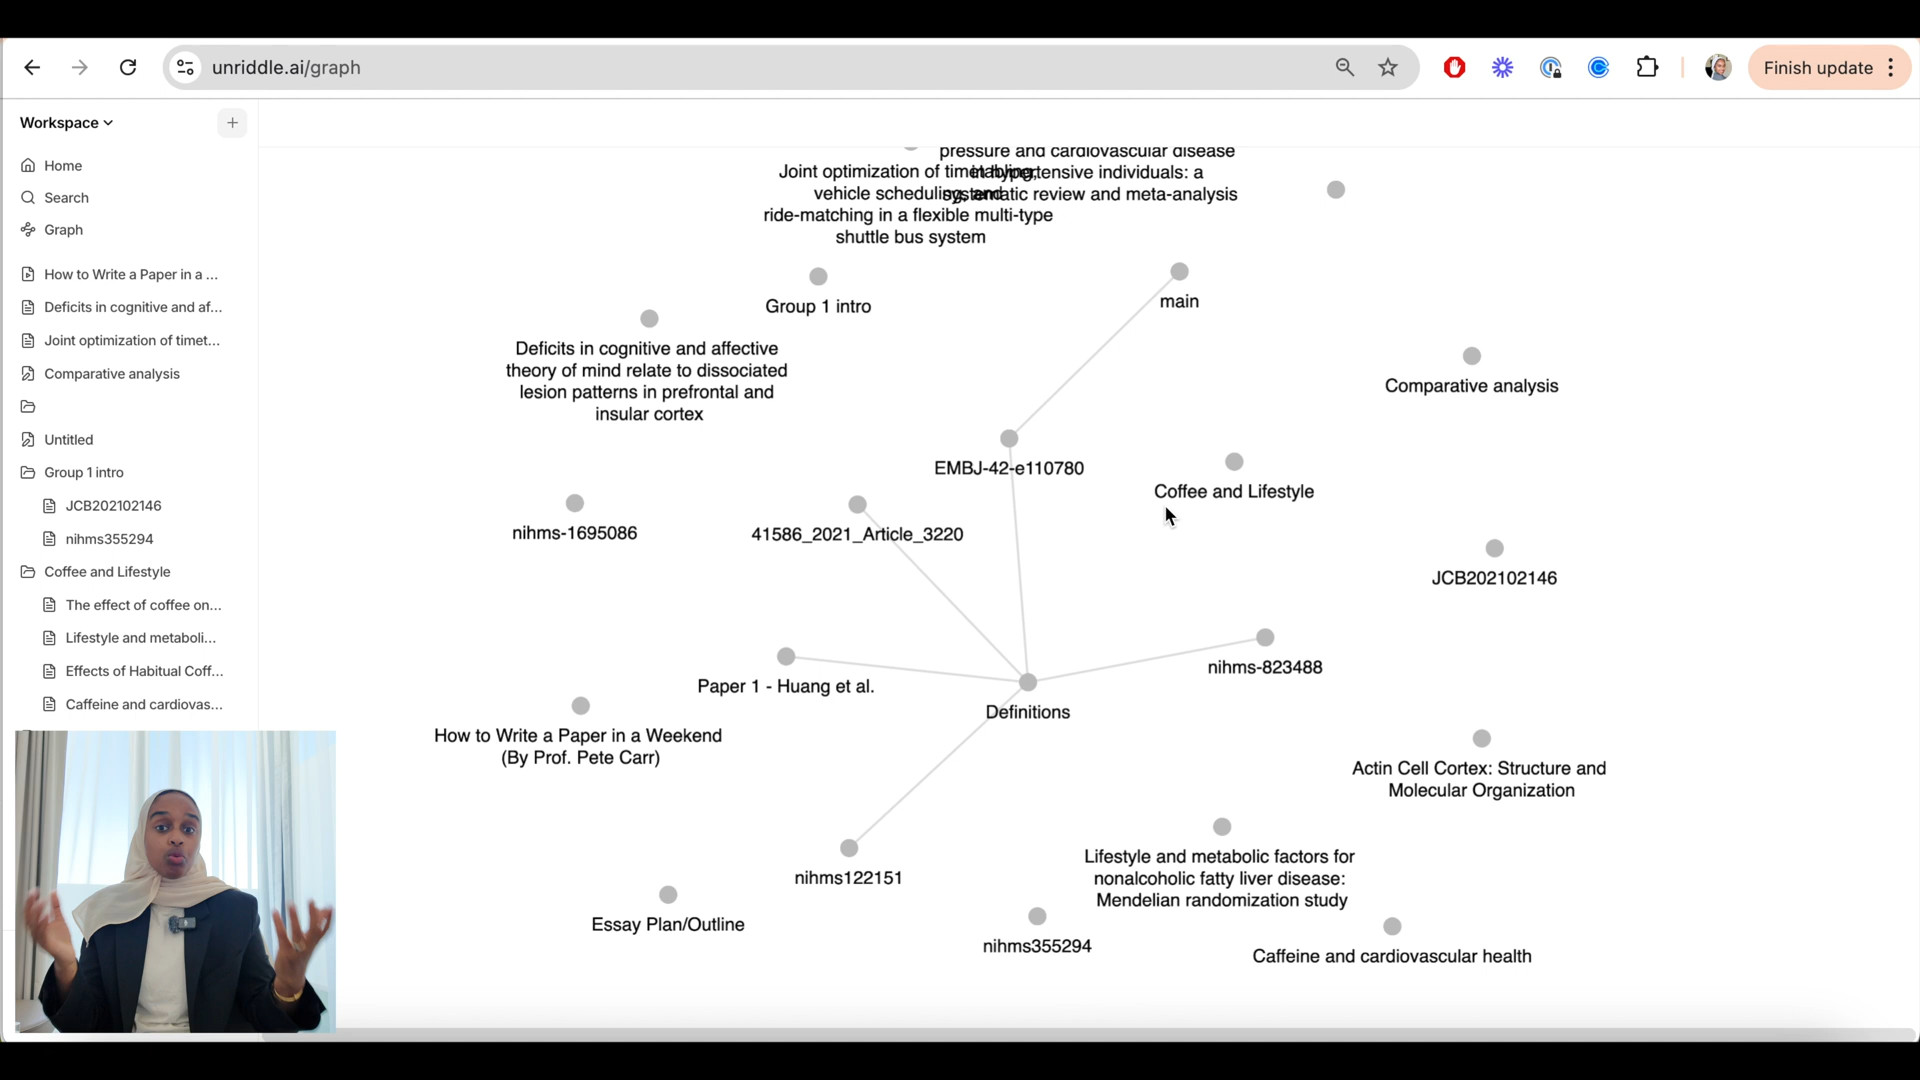 unriddle.ai/graph
Finish update
Workspace
Home
Search
Graph
How to Write a Paper in a ...
Deficits in cognitive and af...
Joint optimization of timet...
Comparative analysis
Untitled
Group 1 intro
JCB202102146
nihms355294
Coffee and Lifestyle
The effect of coffee on...
Lifestyle and metaboli...
Effects of Habitual Coff...
Caffeine and cardiovas...
pressure and cardiovascular disease
in hypertensive individuals: a
systematic review and meta-analysis
Joint optimization of timetabling,
vehicle scheduling, and
ride-matching in a flexible multi-type
shuttle bus system
Group 1 intro
main
Deficits in cognitive and affective
theory of mind relate to dissociated
lesion patterns in prefrontal and
insular cortex
Comparative analysis
EMBJ-42-e110780
Coffee and Lifestyle
nihms-1695086
41586_2021_Article_3220
JCB202102146
nihms-823488
Paper 1 - Huang et al.
Definitions
How to Write a Paper in a Weekend
(By Prof. Pete Carr)
Actin Cell Cortex: Structure and
Molecular Organization
Lifestyle and metabolic factors for
nonalcoholic fatty liver disease:
Mendelian randomization study
nihms122151
Essay Plan/Outline
nihms355294
Caffeine and cardiovascular health